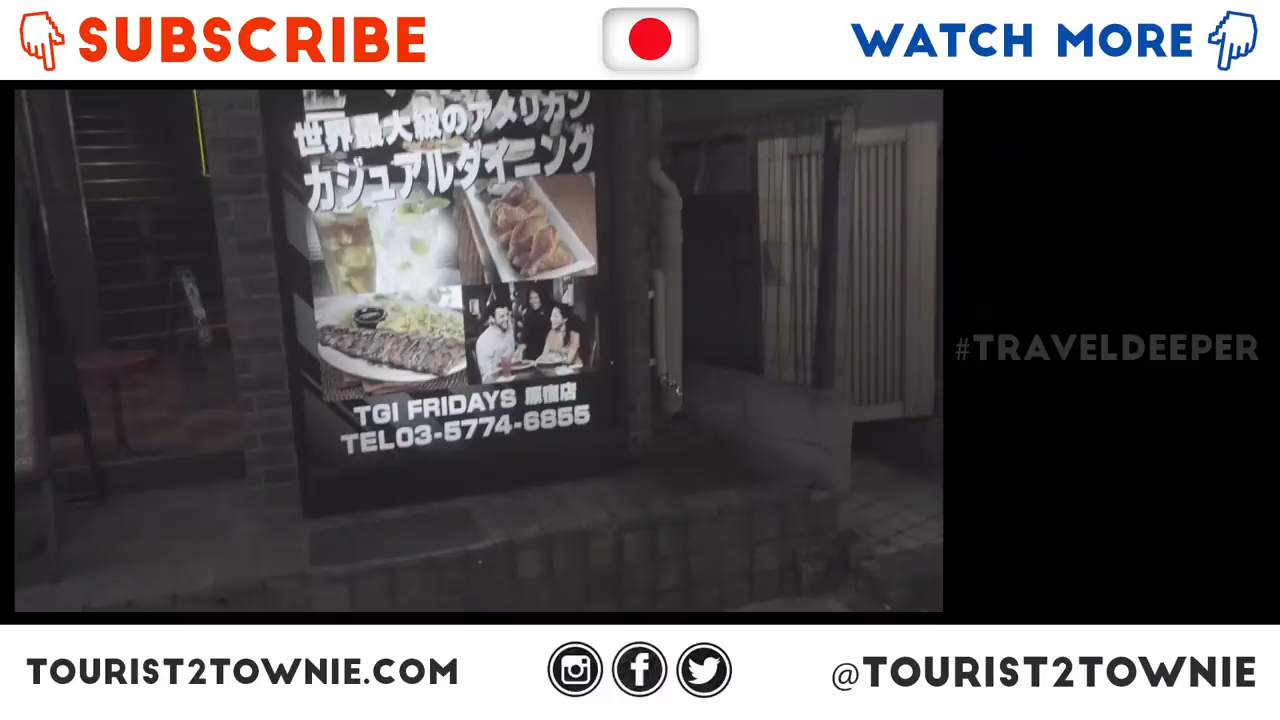 SUBSCRIBE
WATCH MORE
世界最大級のアメリカン
カジュアルダイニング
TGI FRIDAYS 原宿店
TEL03-5774-6855
#TRAVELDEEPER
TOURIST2TOWNIE.COM
@TOURIST2TOWNIE